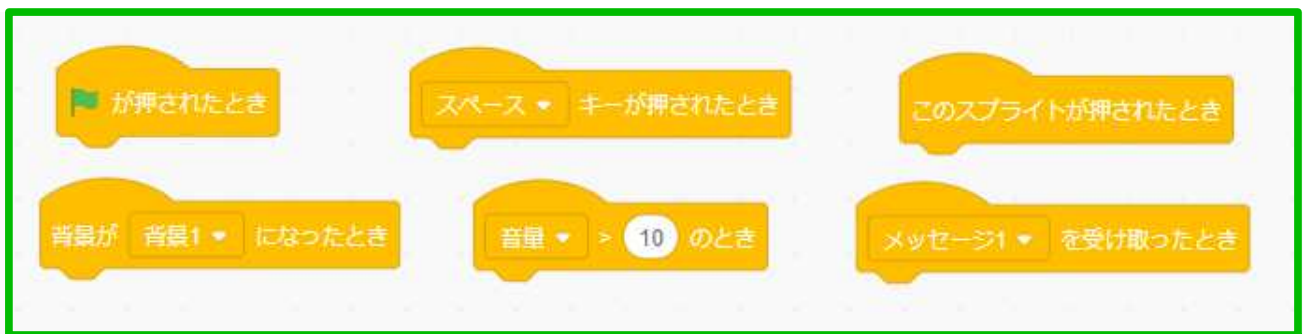 が押されたとき
スペース キーが押されたとき
このスプライトが押されたとき
背景が 背景1 になったとき
音量 > 10 のとき
メッセージ1 を受け取ったとき